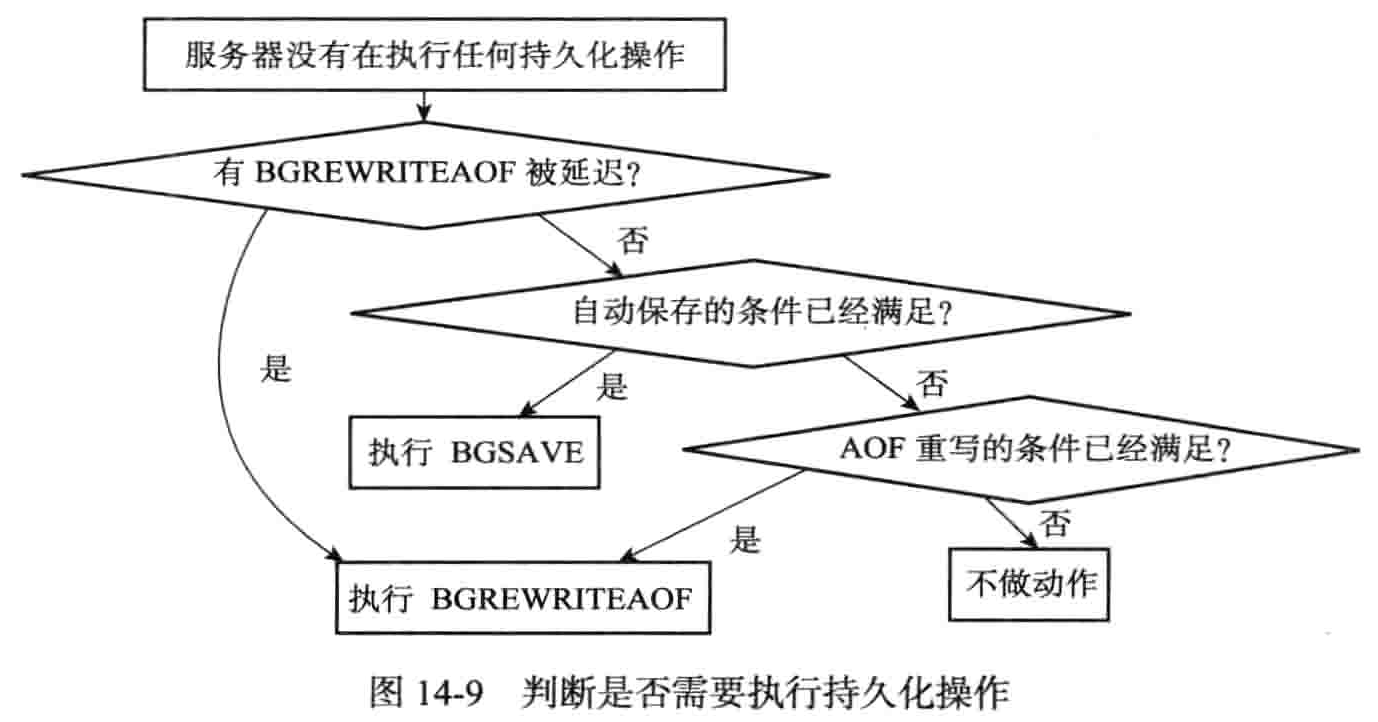 服务器没有在执行任何持久化操作
有 BGREWRITEAOF 被延迟?
否
自动保存的条件已经满足?
是
是
否
执行 BGSAVE
AOF 重写的条件已经满足?
是
否
执行 BGREWRITEAOF
不做动作
图 14-9 判断是否需要执行持久化操作